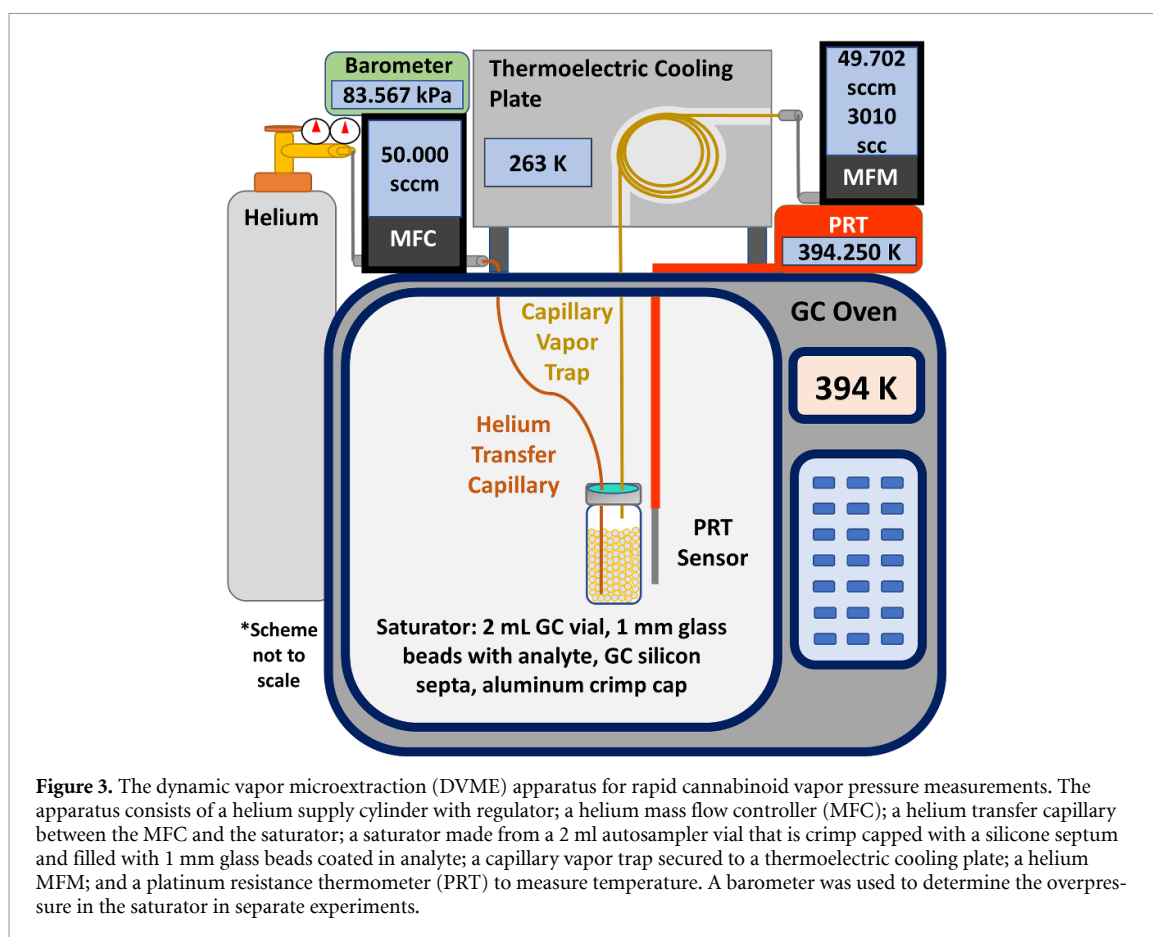 Barometer
83.567 kPa
Thermoelectric Cooling
Plate
49.702
sccm
3010
scc
MFM
50.000
sccm
MFC
263 K
Helium
PRT
394.250 K
Capillary
Vapor
Trap
GC Oven
394 K
Helium
Transfer
Capillary
PRT
Sensor
*Scheme
not to
scale
Saturator: 2 mL GC vial, 1 mm glass
beads with analyte, GC silicon
septa, aluminum crimp cap
Figure 3. The dynamic vapor microextraction (DVME) apparatus for rapid cannabinoid vapor pressure measurements. The
apparatus consists of a helium supply cylinder with regulator; a helium mass flow controller (MFC); a helium transfer capillary
between the MFC and the saturator; a saturator made from a 2 ml autosampler vial that is crimp capped with a silicone septum
and filled with 1 mm glass beads coated in analyte; a capillary vapor trap secured to a thermoelectric cooling plate; a helium
MFM; and a platinum resistance thermometer (PRT) to measure temperature. A barometer was used to determine the overpres-
sure in the saturator in separate experiments.